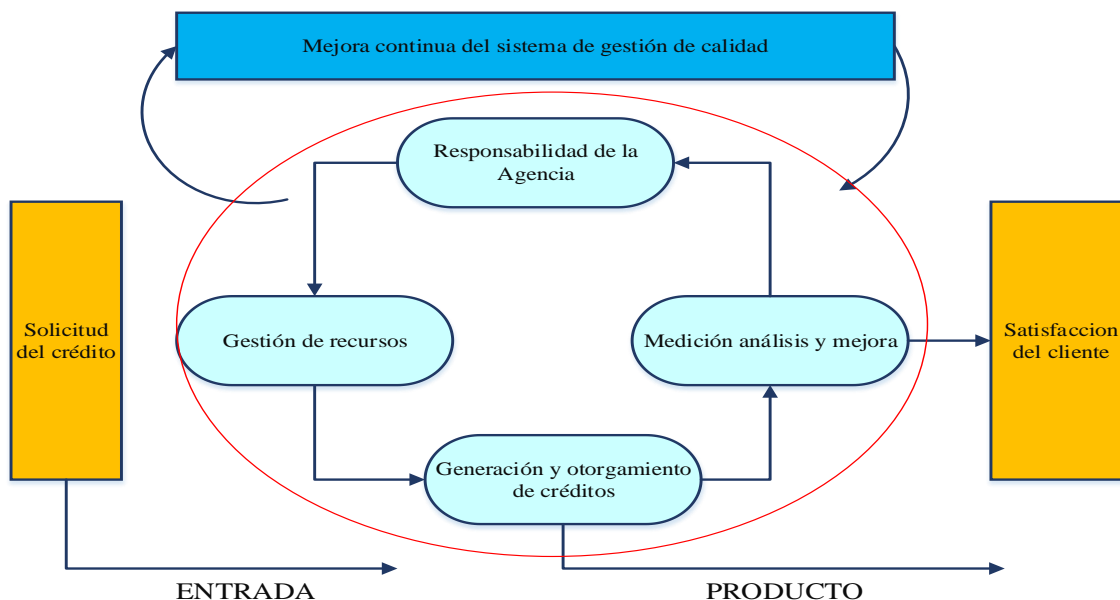 Mejora continua del sistema de gestión de calidad
Responsabilidad de la
Agencia
Solicitud
del crédito
Gestión de recursos
Medición análisis y mejora
Satisfaccion
del cliente
Generación y otorgamiento
de créditos
ENTRADA
PRODUCTO